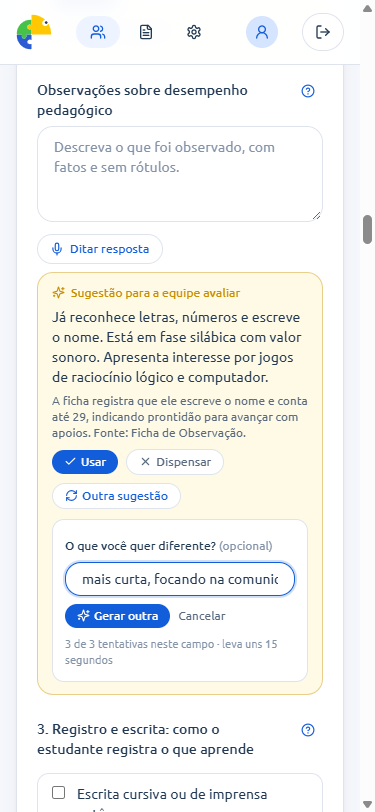 Observações sobre desempenho
pedagógico
Descreva o que foi observado, com
fatos e sem rótulos.
Ditar resposta
Sugestão para a equipe avaliar
Já reconhece letras, números e escreve
o nome. Está em fase silábica com valor
sonoro. Apresenta interesse por jogos
de raciocínio lógico e computador.
A ficha registra que ele escreve o nome e conta
até 29, indicando prontidão para avançar com
apoios. Fonte: Ficha de Observação.
Usar
Dispensar
Outra sugestão
O que você quer diferente? (opcional)
mais curta, focando na comunic
Gerar outra
Cancelar
3 de 3 tentativas neste campo · leva uns 15
segundos
3. Registro e escrita: como o
estudante registra o que aprende
Escrita cursiva ou de imprensa